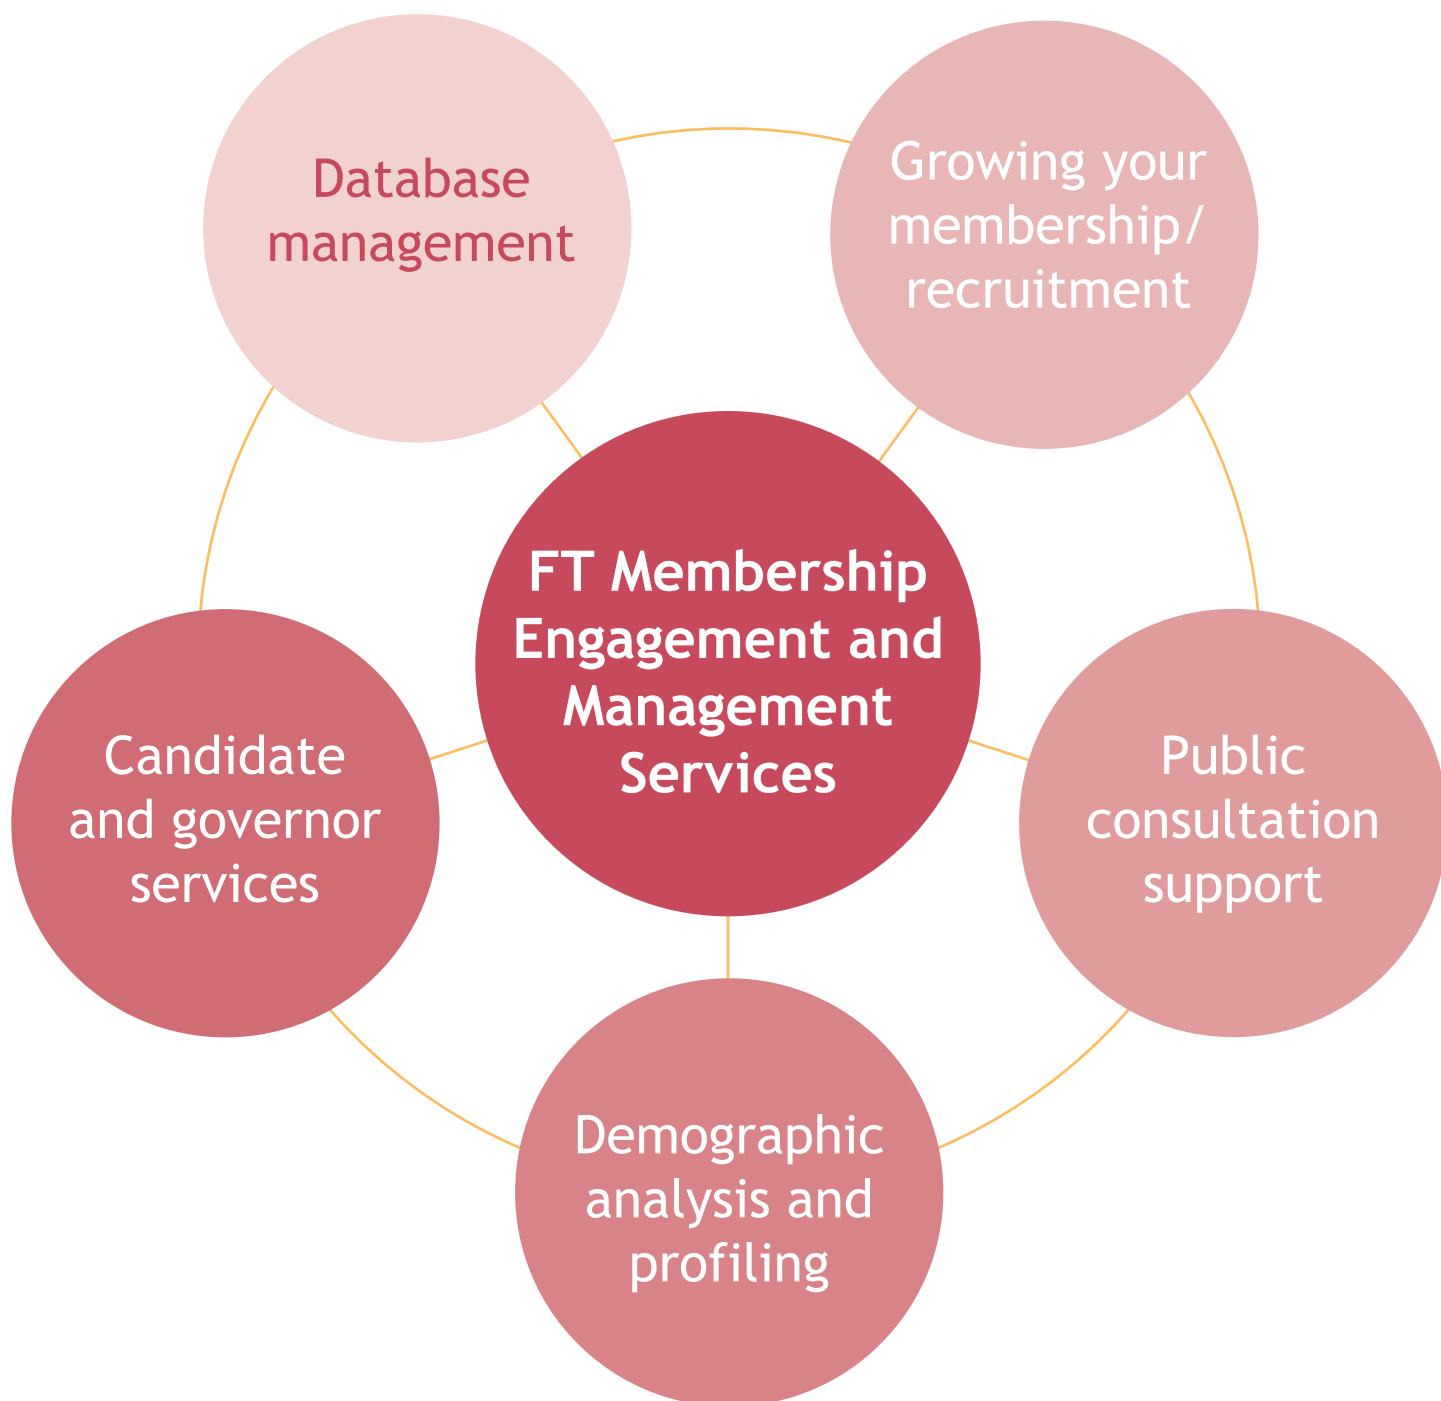 Database
management
Growing your
membership/
recruitment
FT Membership
Engagement and
Management
Services
Candidate
and governor
services
Public
consultation
support
Demographic
analysis and
profiling